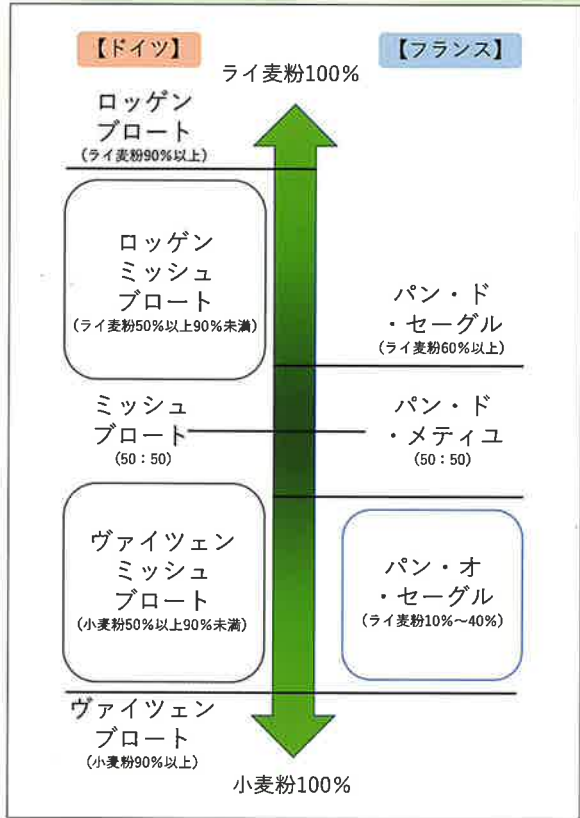 【ドイツ】
【フランス】
ライ麦粉100%
ロッゲン
ブロート
(ライ麦粉90%以上)
ロッゲン
ミッシュ
ブロート
(ライ麦粉50%以上90%未満)
パン・ド
・セーグル
(ライ麦粉60%以上)
ミッシュ
ブロート
(50：50)
パン・ド
・メティユ
(50：50)
ヴァイツェン
ミッシュ
ブロート
(小麦粉50%以上90%未満)
パン・オ
・セーグル
(ライ麦粉10%～40%)
ヴァイツェン
ブロート
(小麦粉90%以上)
小麦粉100%